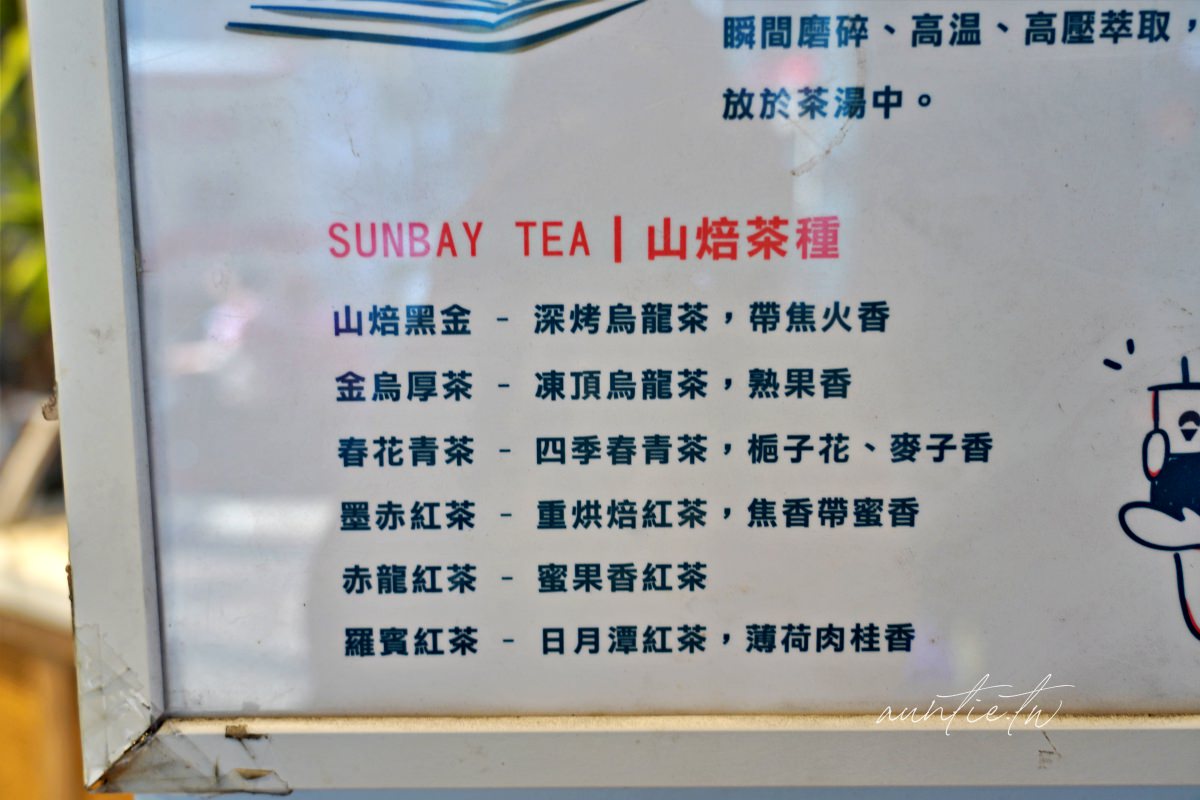 瞬間磨碎、高温、高壓萃取，
放於茶湯中。
SUNBAY TEA | 山焙茶種
山焙黑金 - 深烤烏龍茶，帶焦火香
金烏厚茶 - 凍頂烏龍茶，熟果香
春花青茶 - 四季春青茶，梔子花、麥子香
墨赤紅茶 - 重烘焙紅茶，焦香帶蜜香
赤龍紅茶 - 蜜果香紅茶
羅賓紅茶 - 日月潭紅茶，薄荷肉桂香
auntie.tw